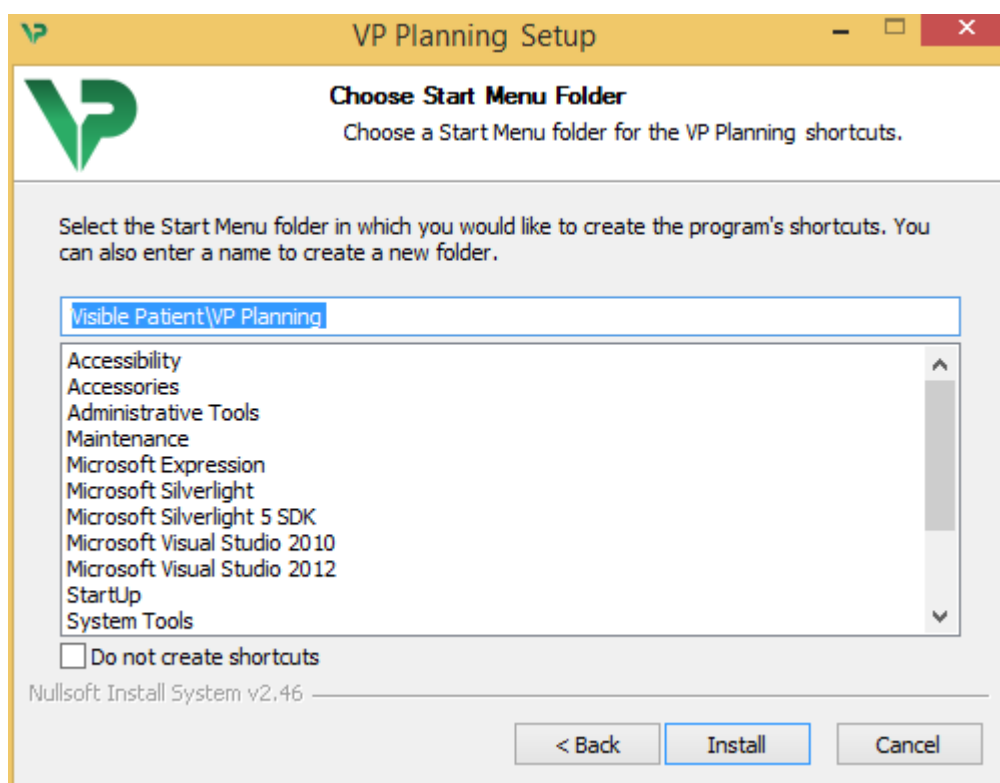 VP Planning Setup
Choose Start Menu Folder
Choose a Start Menu folder for the VP Planning shortcuts.
Select the Start Menu folder in which you would like to create the program's shortcuts. You
can also enter a name to create a new folder.
Visible Patient\VP Planning
Accessibility
Accessories
Administrative Tools
Maintenance
Microsoft Expression
Microsoft Silverlight
Microsoft Silverlight 5 SDK
Microsoft Visual Studio 2010
Microsoft Visual Studio 2012
StartUp
System Tools
Do not create shortcuts
Nullsoft Install System v2.46
< Back Install Cancel